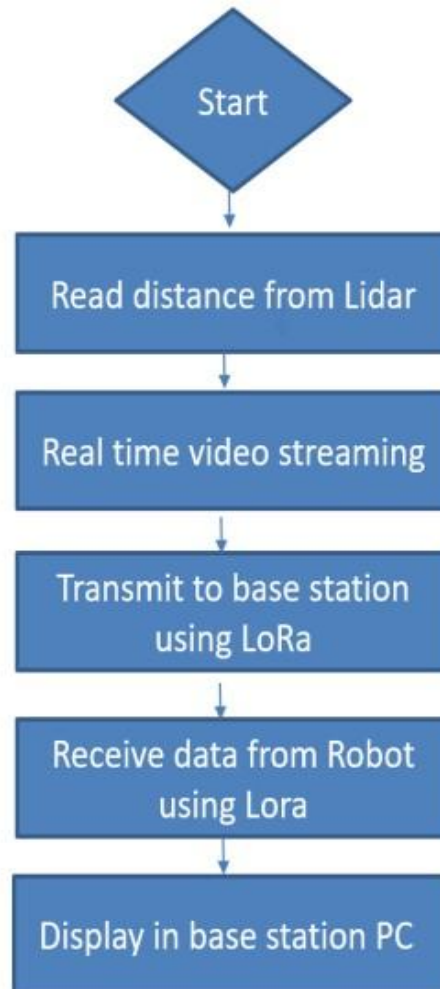 Start
Read distance from Lidar
Real time video streaming
Transmit to base station
using LoRa
Receive data from Robot
using Lora
Display in base station PC